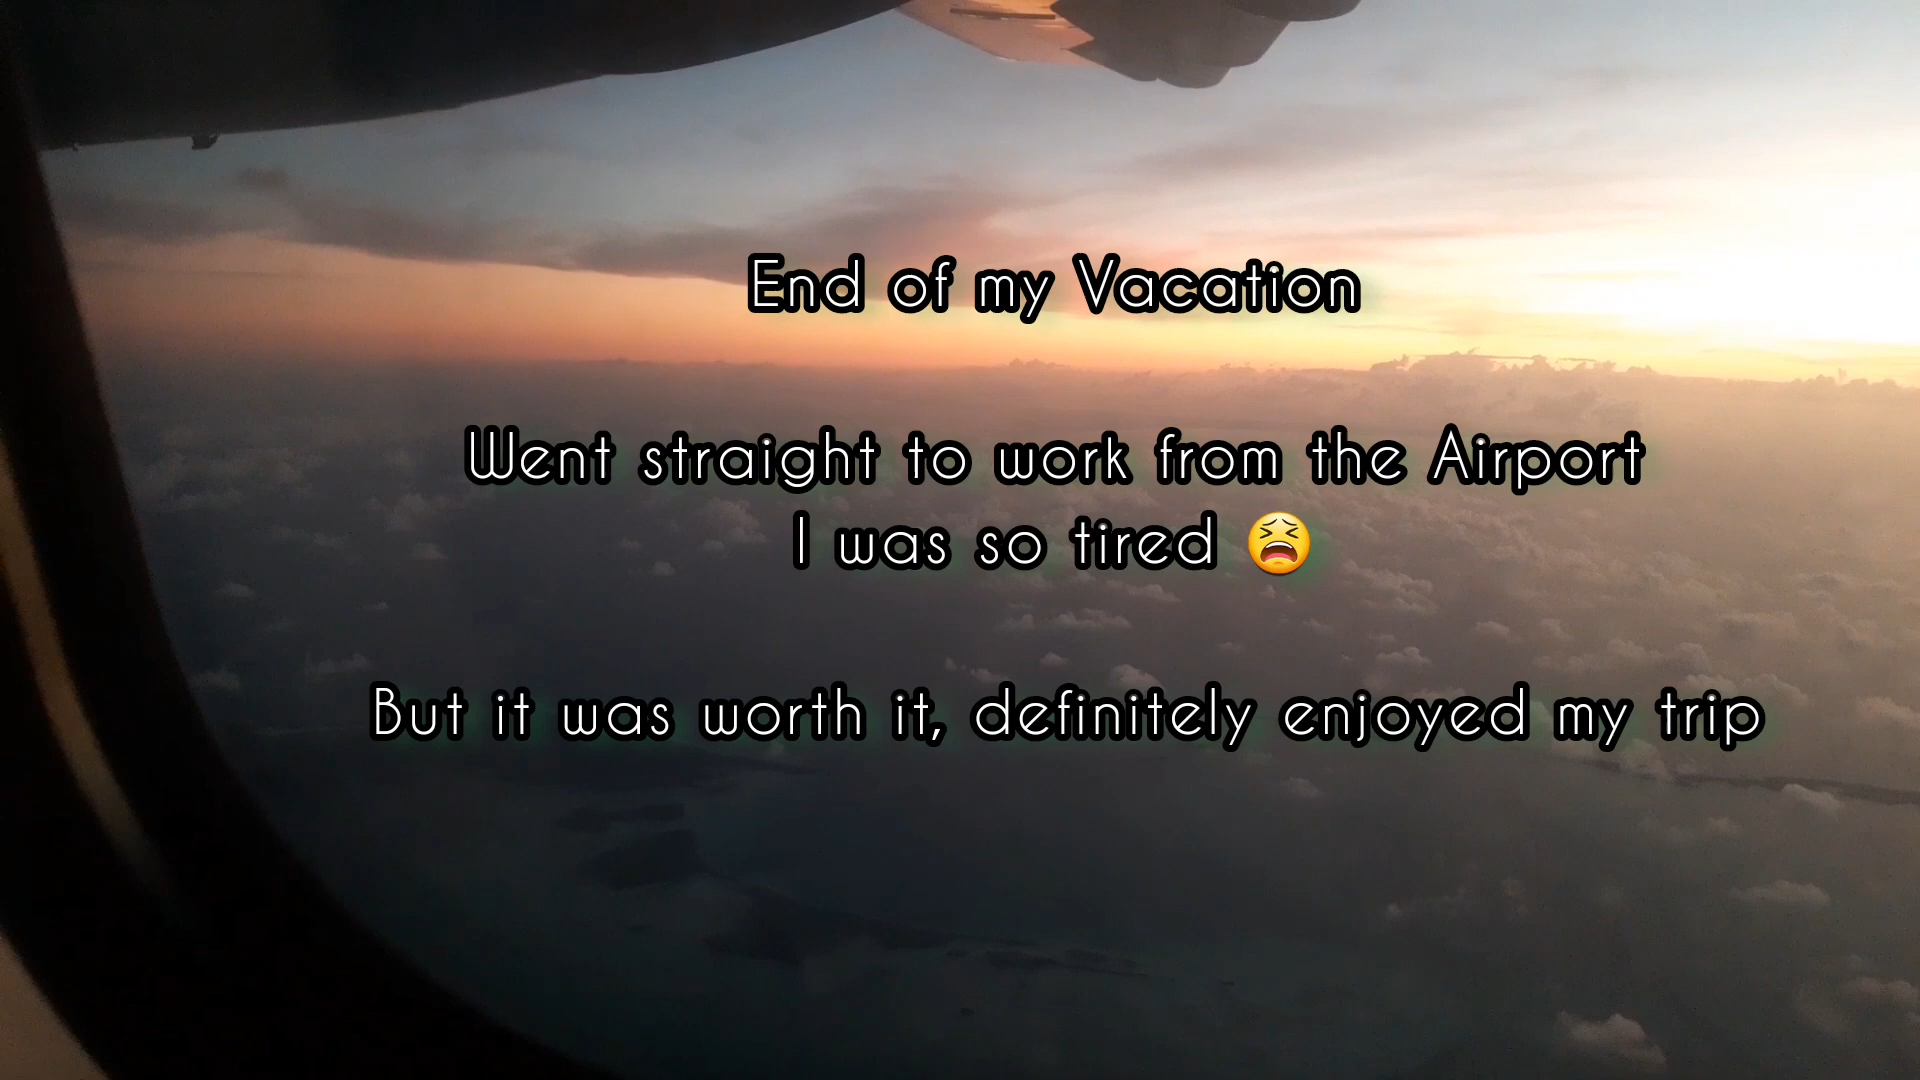 End of my Vacation
Went straight to work from the Airport
I was so tired 😫
But it was worth it, definitely enjoyed my trip